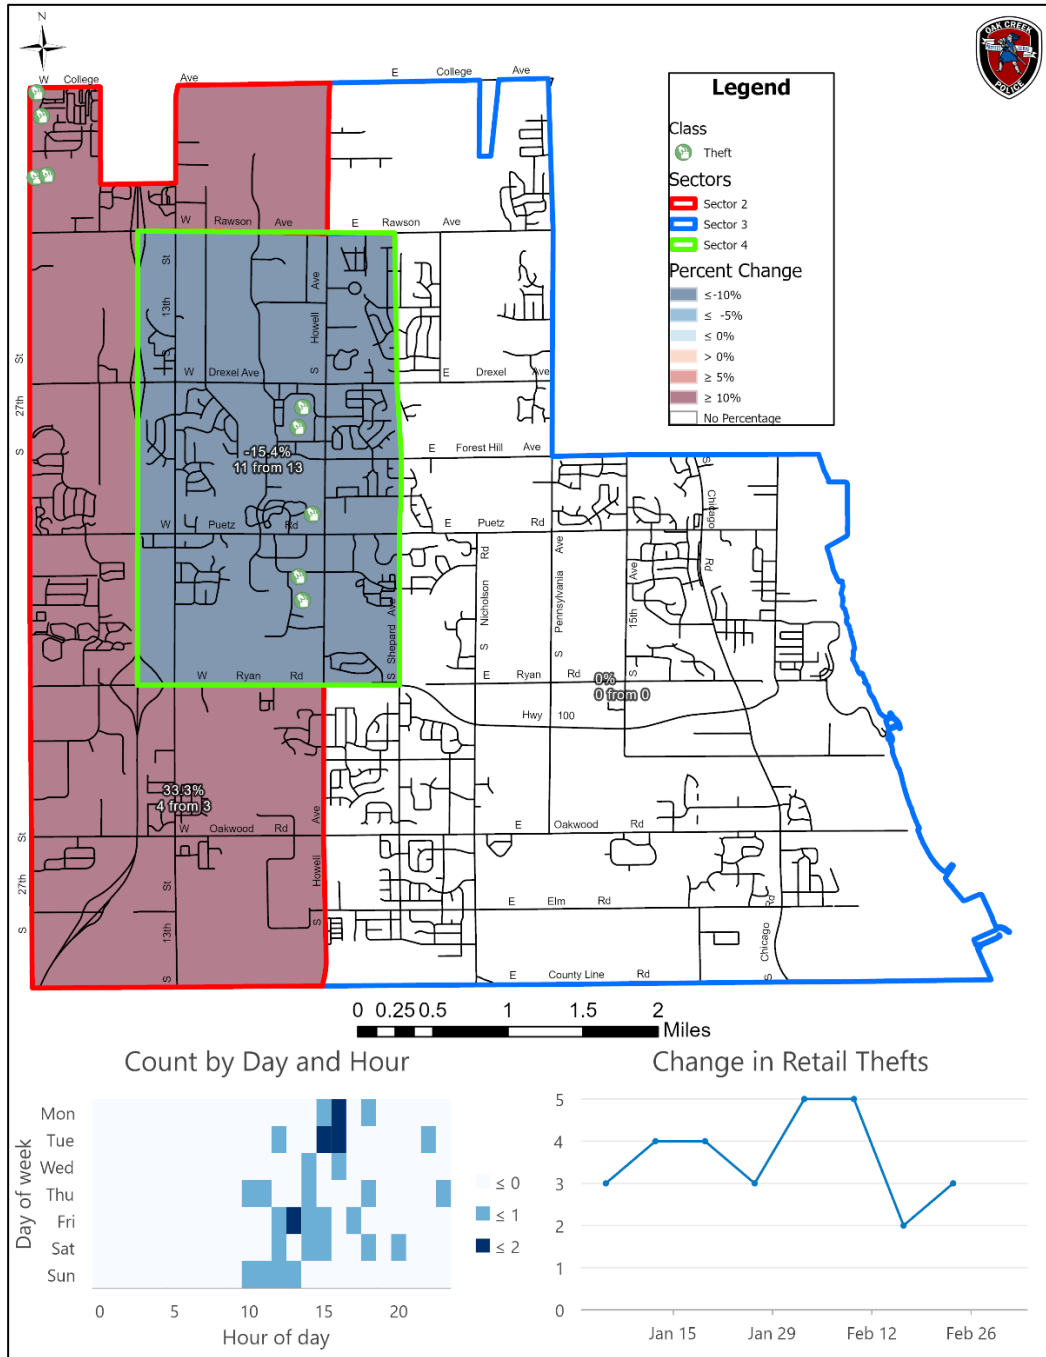 N
OAK CREEK
POLICE
W College Ave
E College Ave
Legend
Class
Theft
Sectors
Sector 2
Sector 3
Sector 4
Percent Change
≤-10%
≤ -5%
≤ 0%
> 0%
≥ 5%
≥ 10%
No Percentage
W Rawson Ave
E Rawson Ave
S 13th St
S Howell Ave
S 27th St
W Drexel Ave
E Drexel Ave
-15.4%
11 from 13
E Forest Hill Ave
W Puetz Rd
E Puetz Rd
S Chicago Rd
S Nicholson Rd
S Pennsylvania Ave
S 15th Ave
S Shepard Ave
W Ryan Rd
E Ryan Rd
0%
0 from 0
Hwy 100
33.3%
4 from 3
W Oakwood Rd
E Oakwood Rd
S 27th St
S 13th St
S Howell Ave
E Elm Rd
S Chicago Rd
E County Line Rd
0 0.25 0.5 1 1.5 2
Miles
Count by Day and Hour
Day of week
Mon
Tue
Wed
Thu
Fri
Sat
Sun
0 5 10 15 20
Hour of day
≤ 0
≤ 1
≤ 2
Change in Retail Thefts
5
4
3
2
1
0
Jan 15 Jan 29 Feb 12 Feb 26